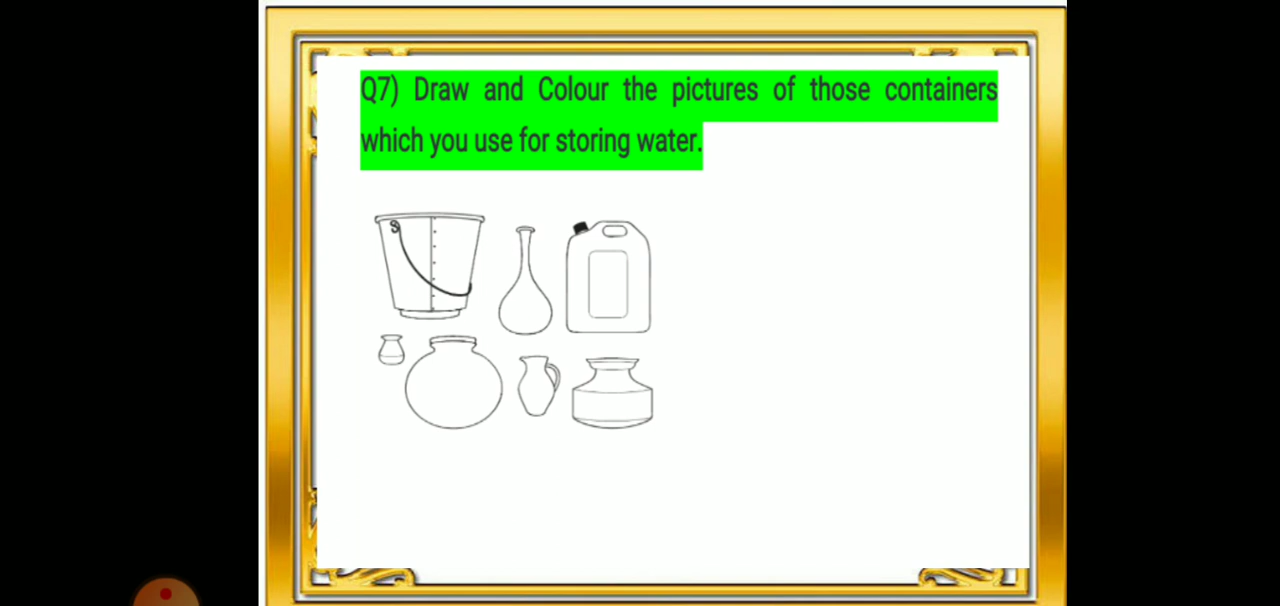 Q7) Draw and Colour the pictures of those containers
which you use for storing water.